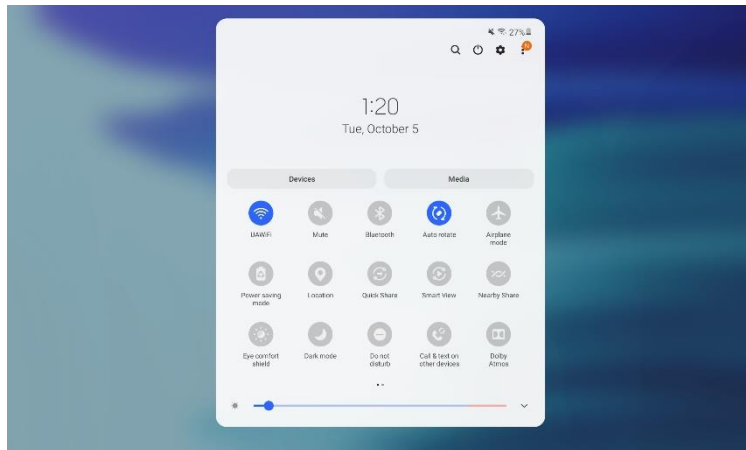 27%
N
1:20
Tue, October 5
Devices
Media
UAWiFi
Mute
Bluetooth
Auto rotate
Airplane
mode
Power saving
mode
Location
Quick Share
Smart View
Nearby Share
Eye comfort
shield
Dark mode
Do not
disturb
Call & text on
other devices
Dolby
Atmos